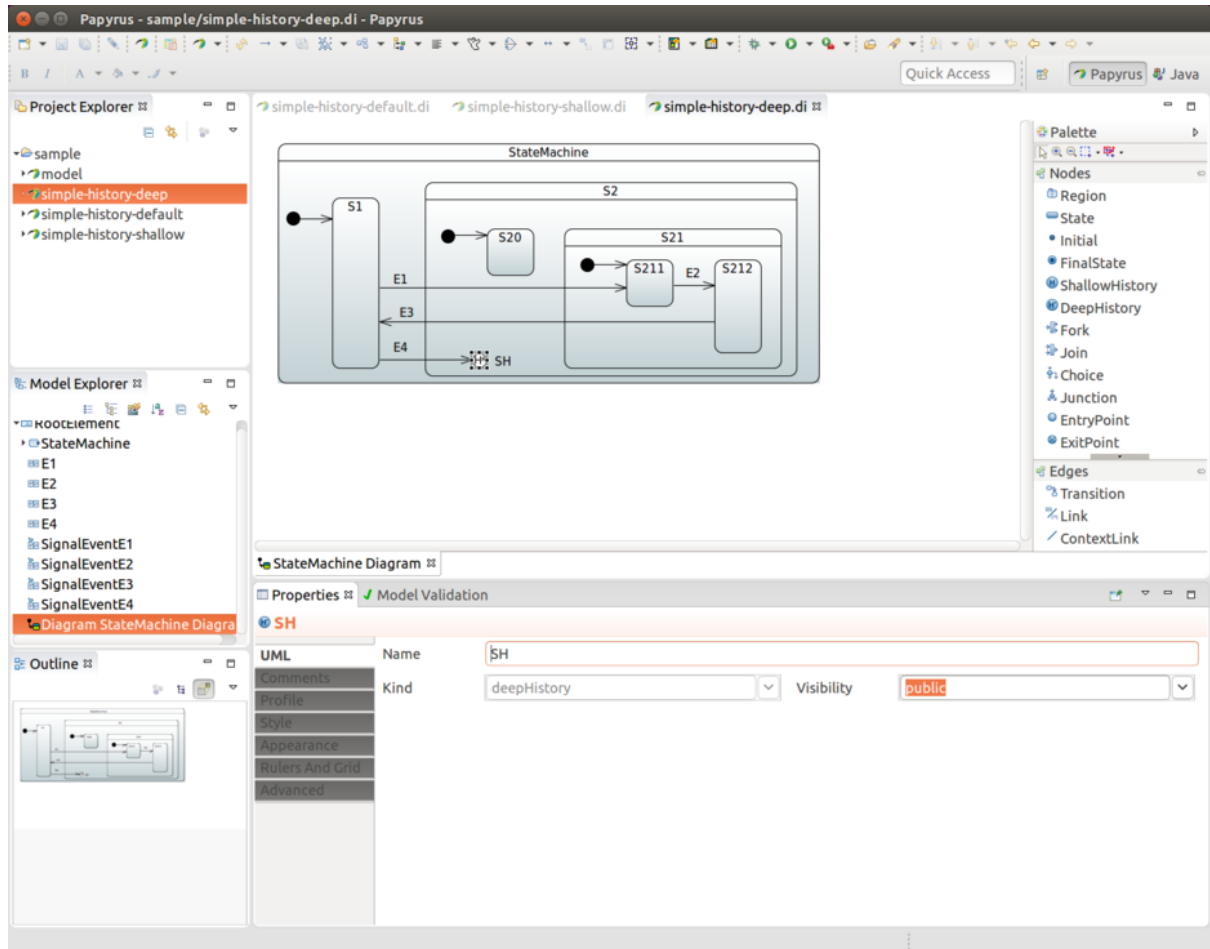 Papyrus - sample/simple-history-deep.di - Papyrus
B I A
Quick Access
Papyrus
Java
Project Explorer
sample
model
simple-history-deep
simple-history-default
simple-history-shallow
simple-history-default.di
simple-history-shallow.di
simple-history-deep.di
StateMachine
S1
S2
S20
S21
S211
E2
S212
E1
E3
E4
SH
Palette
Nodes
Region
State
Initial
FinalState
ShallowHistory
DeepHistory
Fork
Join
Choice
Junction
EntryPoint
ExitPoint
Edges
Transition
Link
ContextLink
Model Explorer
RootElement
StateMachine
E1
E2
E3
E4
SignalEventE1
SignalEventE2
SignalEventE3
SignalEventE4
Diagram StateMachine Diagra
StateMachine Diagram
Properties
Model Validation
SH
UML
Comments
Profile
Style
Appearance
Rulers And Grid
Advanced
Name
SH
Kind
deepHistory
Visibility
public
Outline